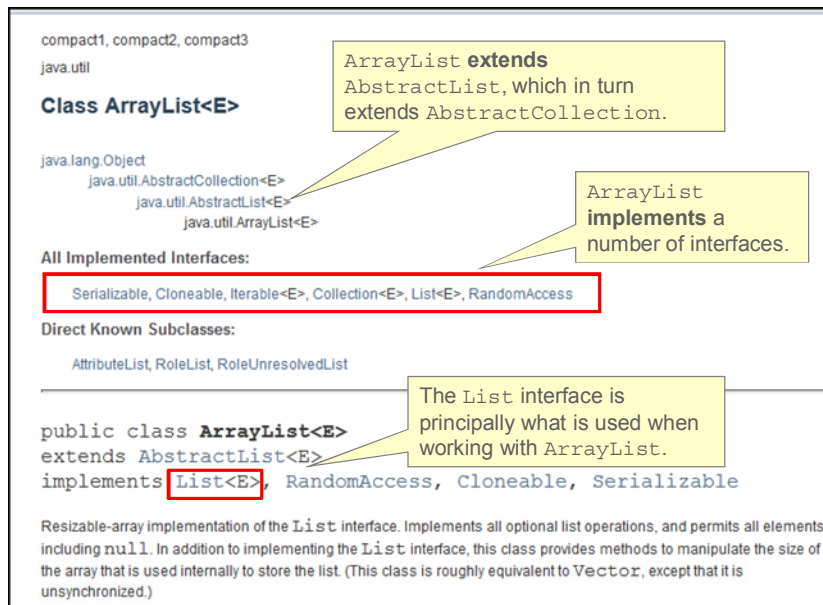 compact1, compact2, compact3
java.util
ArrayList extends
AbstractList, which in turn
extends AbstractCollection.
Class ArrayList<E>
java.lang.Object
java.util.AbstractCollection<E>
java.util.AbstractList<E>
java.util.ArrayList<E>
ArrayList
implements a
number of interfaces.
All Implemented Interfaces:
Serializable, Cloneable, Iterable<E>, Collection<E>, List<E>, RandomAccess
Direct Known Subclasses:
AttributeList, RoleList, RoleUnresolvedList
The List interface is
principally what is used when
working with ArrayList.
public class ArrayList<E>
extends AbstractList<E>
implements List<E>, RandomAccess, Cloneable, Serializable
Resizable-array implementation of the List interface. Implements all optional list operations, and permits all elements
including null. In addition to implementing the List interface, this class provides methods to manipulate the size of
the array that is used internally to store the list. (This class is roughly equivalent to Vector, except that it is
unsynchronized.)